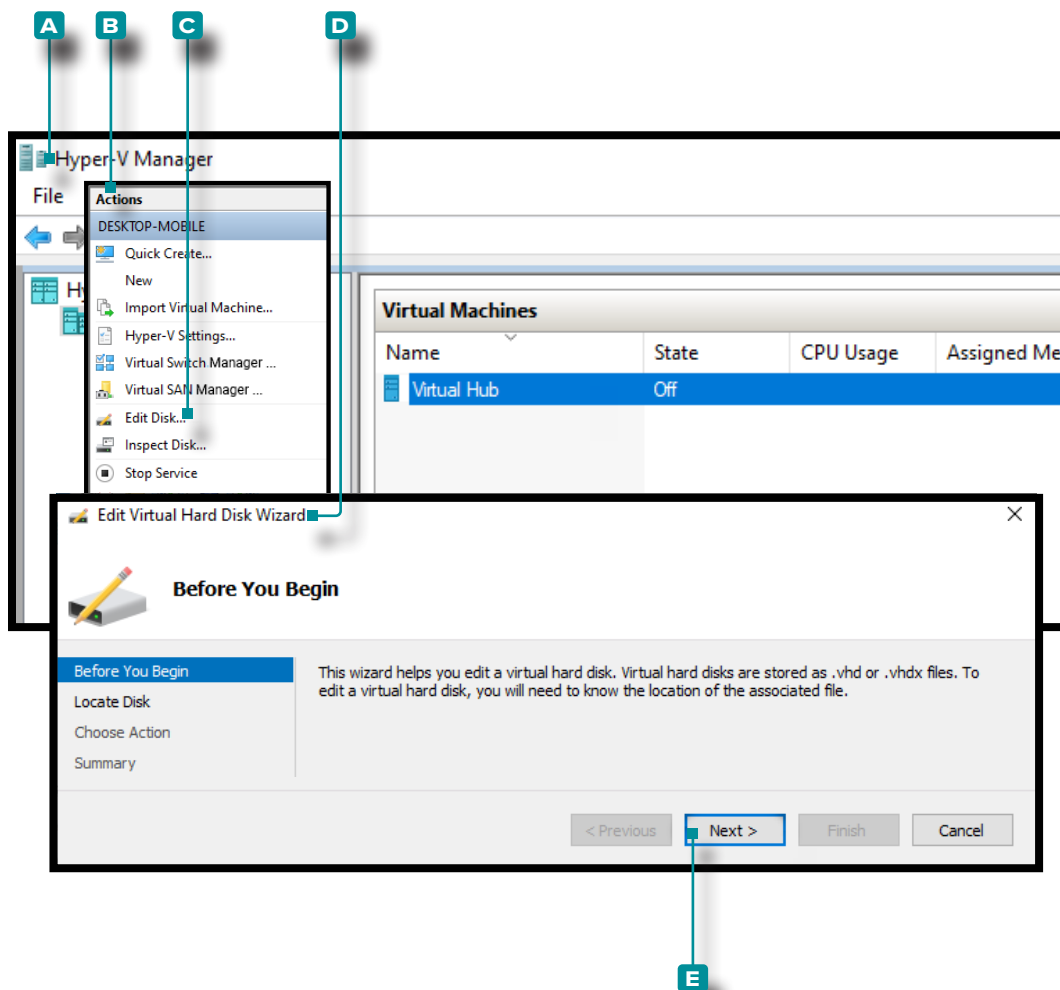 A B C D
Hyper-V Manager
File
Actions
DESKTOP-MOBILE
Quick Create...
New
Import Virtual Machine...
Hyper-V Settings...
Virtual Switch Manager ...
Virtual SAN Manager ...
Edit Disk...
Inspect Disk...
Stop Service
Virtual Machines
Name State CPU Usage Assigned Me
Virtual Hub Off
Edit Virtual Hard Disk Wizard
Before You Begin
Before You Begin
Locate Disk
Choose Action
Summary
This wizard helps you edit a virtual hard disk. Virtual hard disks are stored as .vhd or .vhdx files. To
edit a virtual hard disk, you will need to know the location of the associated file.
< Previous Next > Finish Cancel
E